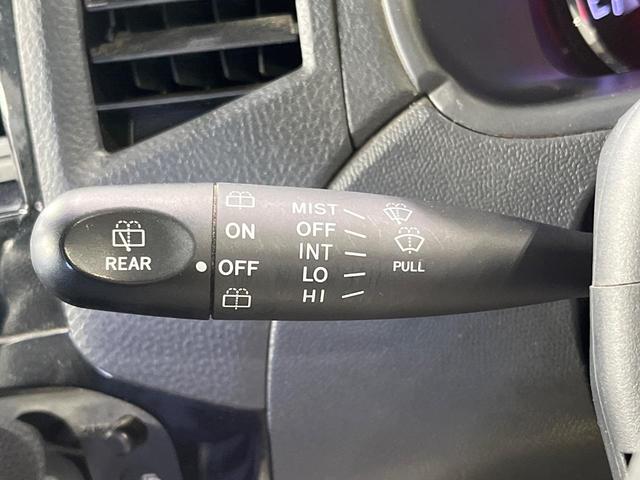 REAR
ON
OFF
MIST
OFF
INT
LO
HI
PULL